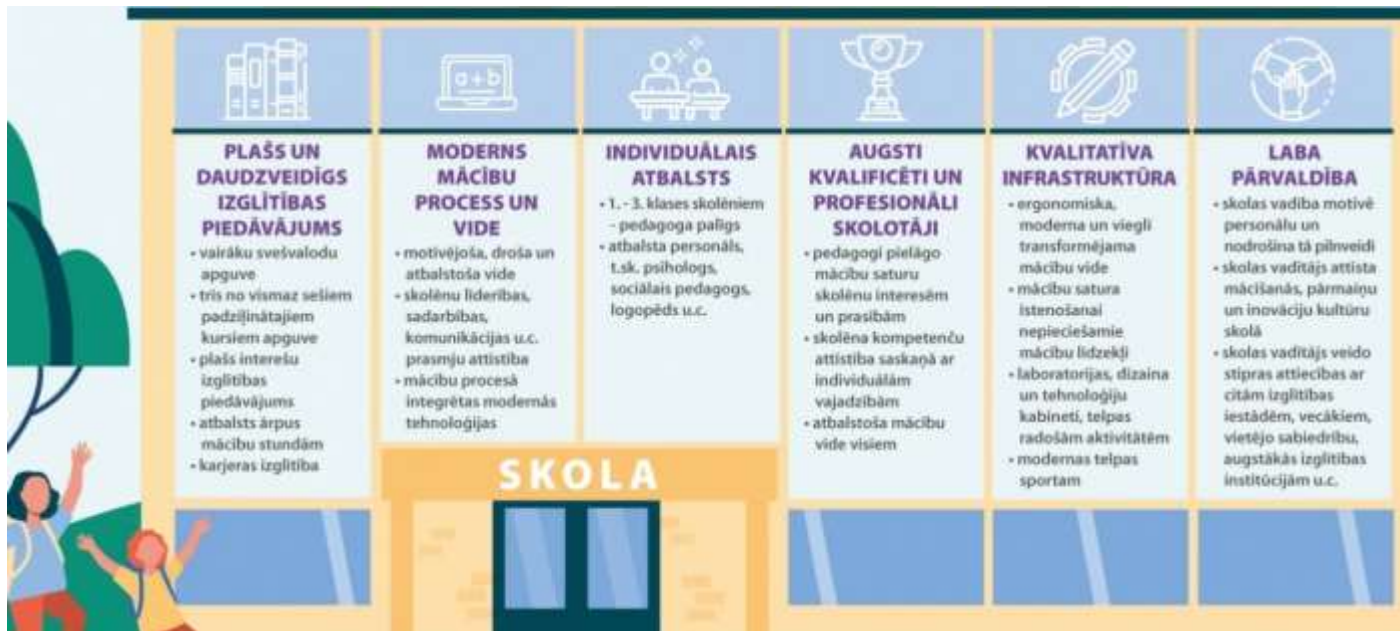 PLAŠS UN
DAUDZVEIDĪGS
IZGLĪTĪBAS
PIEDĀVĀJUMS
• vairāku svešvalodu
apguve
• trīs no vismaz sešiem
padziļinātajiem
kursiem apguve
• plašs interešu
izglītības
piedāvājums
• atbalsts ārpus
mācību stundām
• karjeras izglītība
a+b
MODERNS
MĀCĪBU
PROCESS UN
VIDE
• motivējoša, droša un
atbalstoša vide
• skolēnu līderības,
sadarbības,
komunikācijas u.c.
prasmju attīstība
• mācību procesā
integrētas modernās
tehnoloģijas
INDIVIDUĀLAIS
ATBALSTS
• 1. - 3. klases skolēniem
- pedagoga palīgs
• atbalsta personāls,
t.sk. psihologs,
sociālais pedagogs,
logopēds u.c.
AUGSTI
KVALIFICĒTI UN
PROFESIONĀLI
SKOLOTĀJI
• pedagogi pielāgo
mācību saturu
skolēnu interesēm
un prasībām
• skolēna kompetenču
attīstība saskaņā ar
individuālām
vajadzībām
• atbalstoša mācību
vide visiem
KVALITATĪVA
INFRASTRUKTŪRA
• ergonomiska,
moderna un viegli
transformējama
mācību vide
• mācību satura
īstenošanai
nepieciešamie
mācību līdzekļi
• laboratorijas, dizaina
un tehnoloģiju
kabineti, telpas
radošām aktivitātēm
• modernas telpas
sportam
LABA
PĀRVALDĪBA
• skolas vadība motivē
personālu un
nodrošina tā pilnveidi
• skolas vadītājs attīsta
mācīšanās, pārmaiņu
un inovāciju kultūru
skolā
• skolas vadītājs veido
stipras attiecības ar
citām izglītības
iestādēm, vecākiem,
vietējo sabiedrību,
augstākās izglītības
institūcijām u.c.
SKOLA